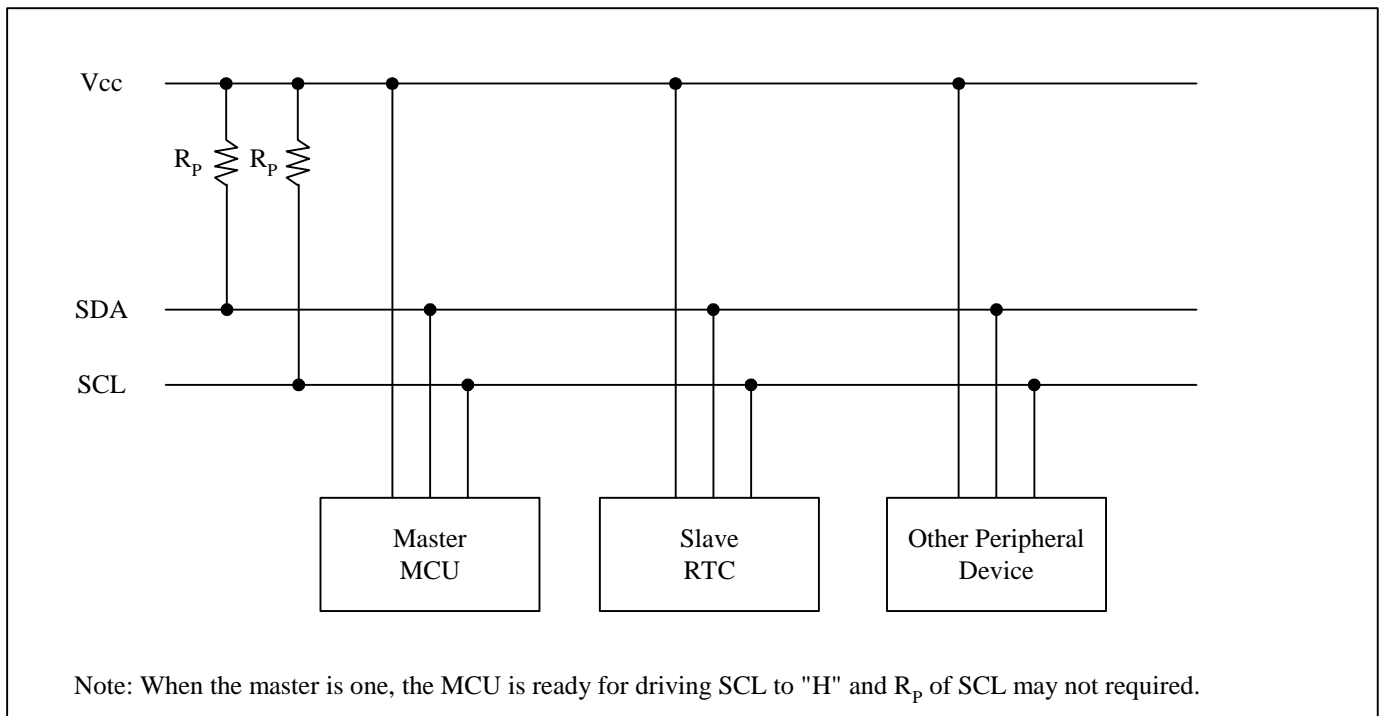 Vcc
R_P R_P
SDA
SCL
Master
MCU
Slave
RTC
Other Peripheral
Device
Note: When the master is one, the MCU is ready for driving SCL to "H" and R_P of SCL may not required.